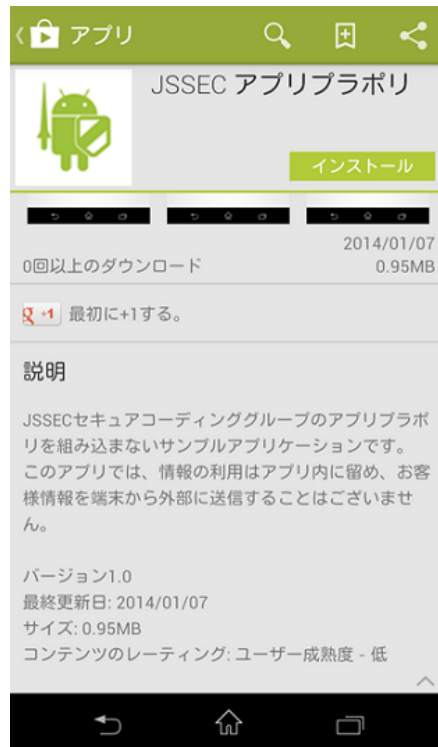 アプリ
JSSEC アプリプラポリ
インストール
2014/01/07
0回以上のダウンロード
0.95MB
g +1 最初に+1する。
説明
JSSECセキュアコーディンググループのアプリプラポ
リを組み込まないサンプルアプリケーションです。
このアプリでは、情報の利用はアプリ内に留め、お客
様情報を端末から外部に送信することはございませ
ん。
バージョン1.0
最終更新日: 2014/01/07
サイズ: 0.95MB
コンテンツのレーティング: ユーザー成熟度 - 低